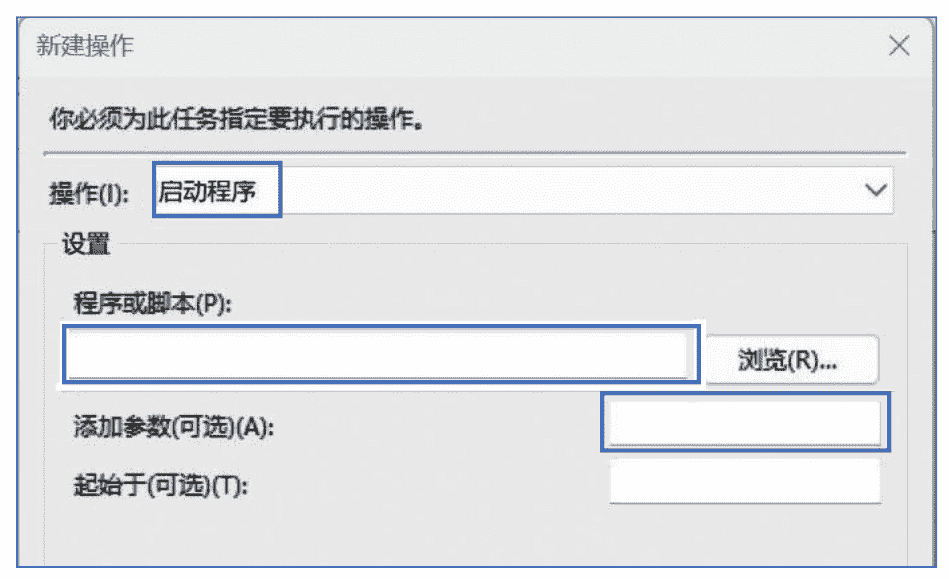 新建操作
你必须为此任务指定要执行的操作。
操作(I): 启动程序
设置
程序或脚本(P):
浏览(R)...
添加参数(可选)(A):
起始于(可选)(T):